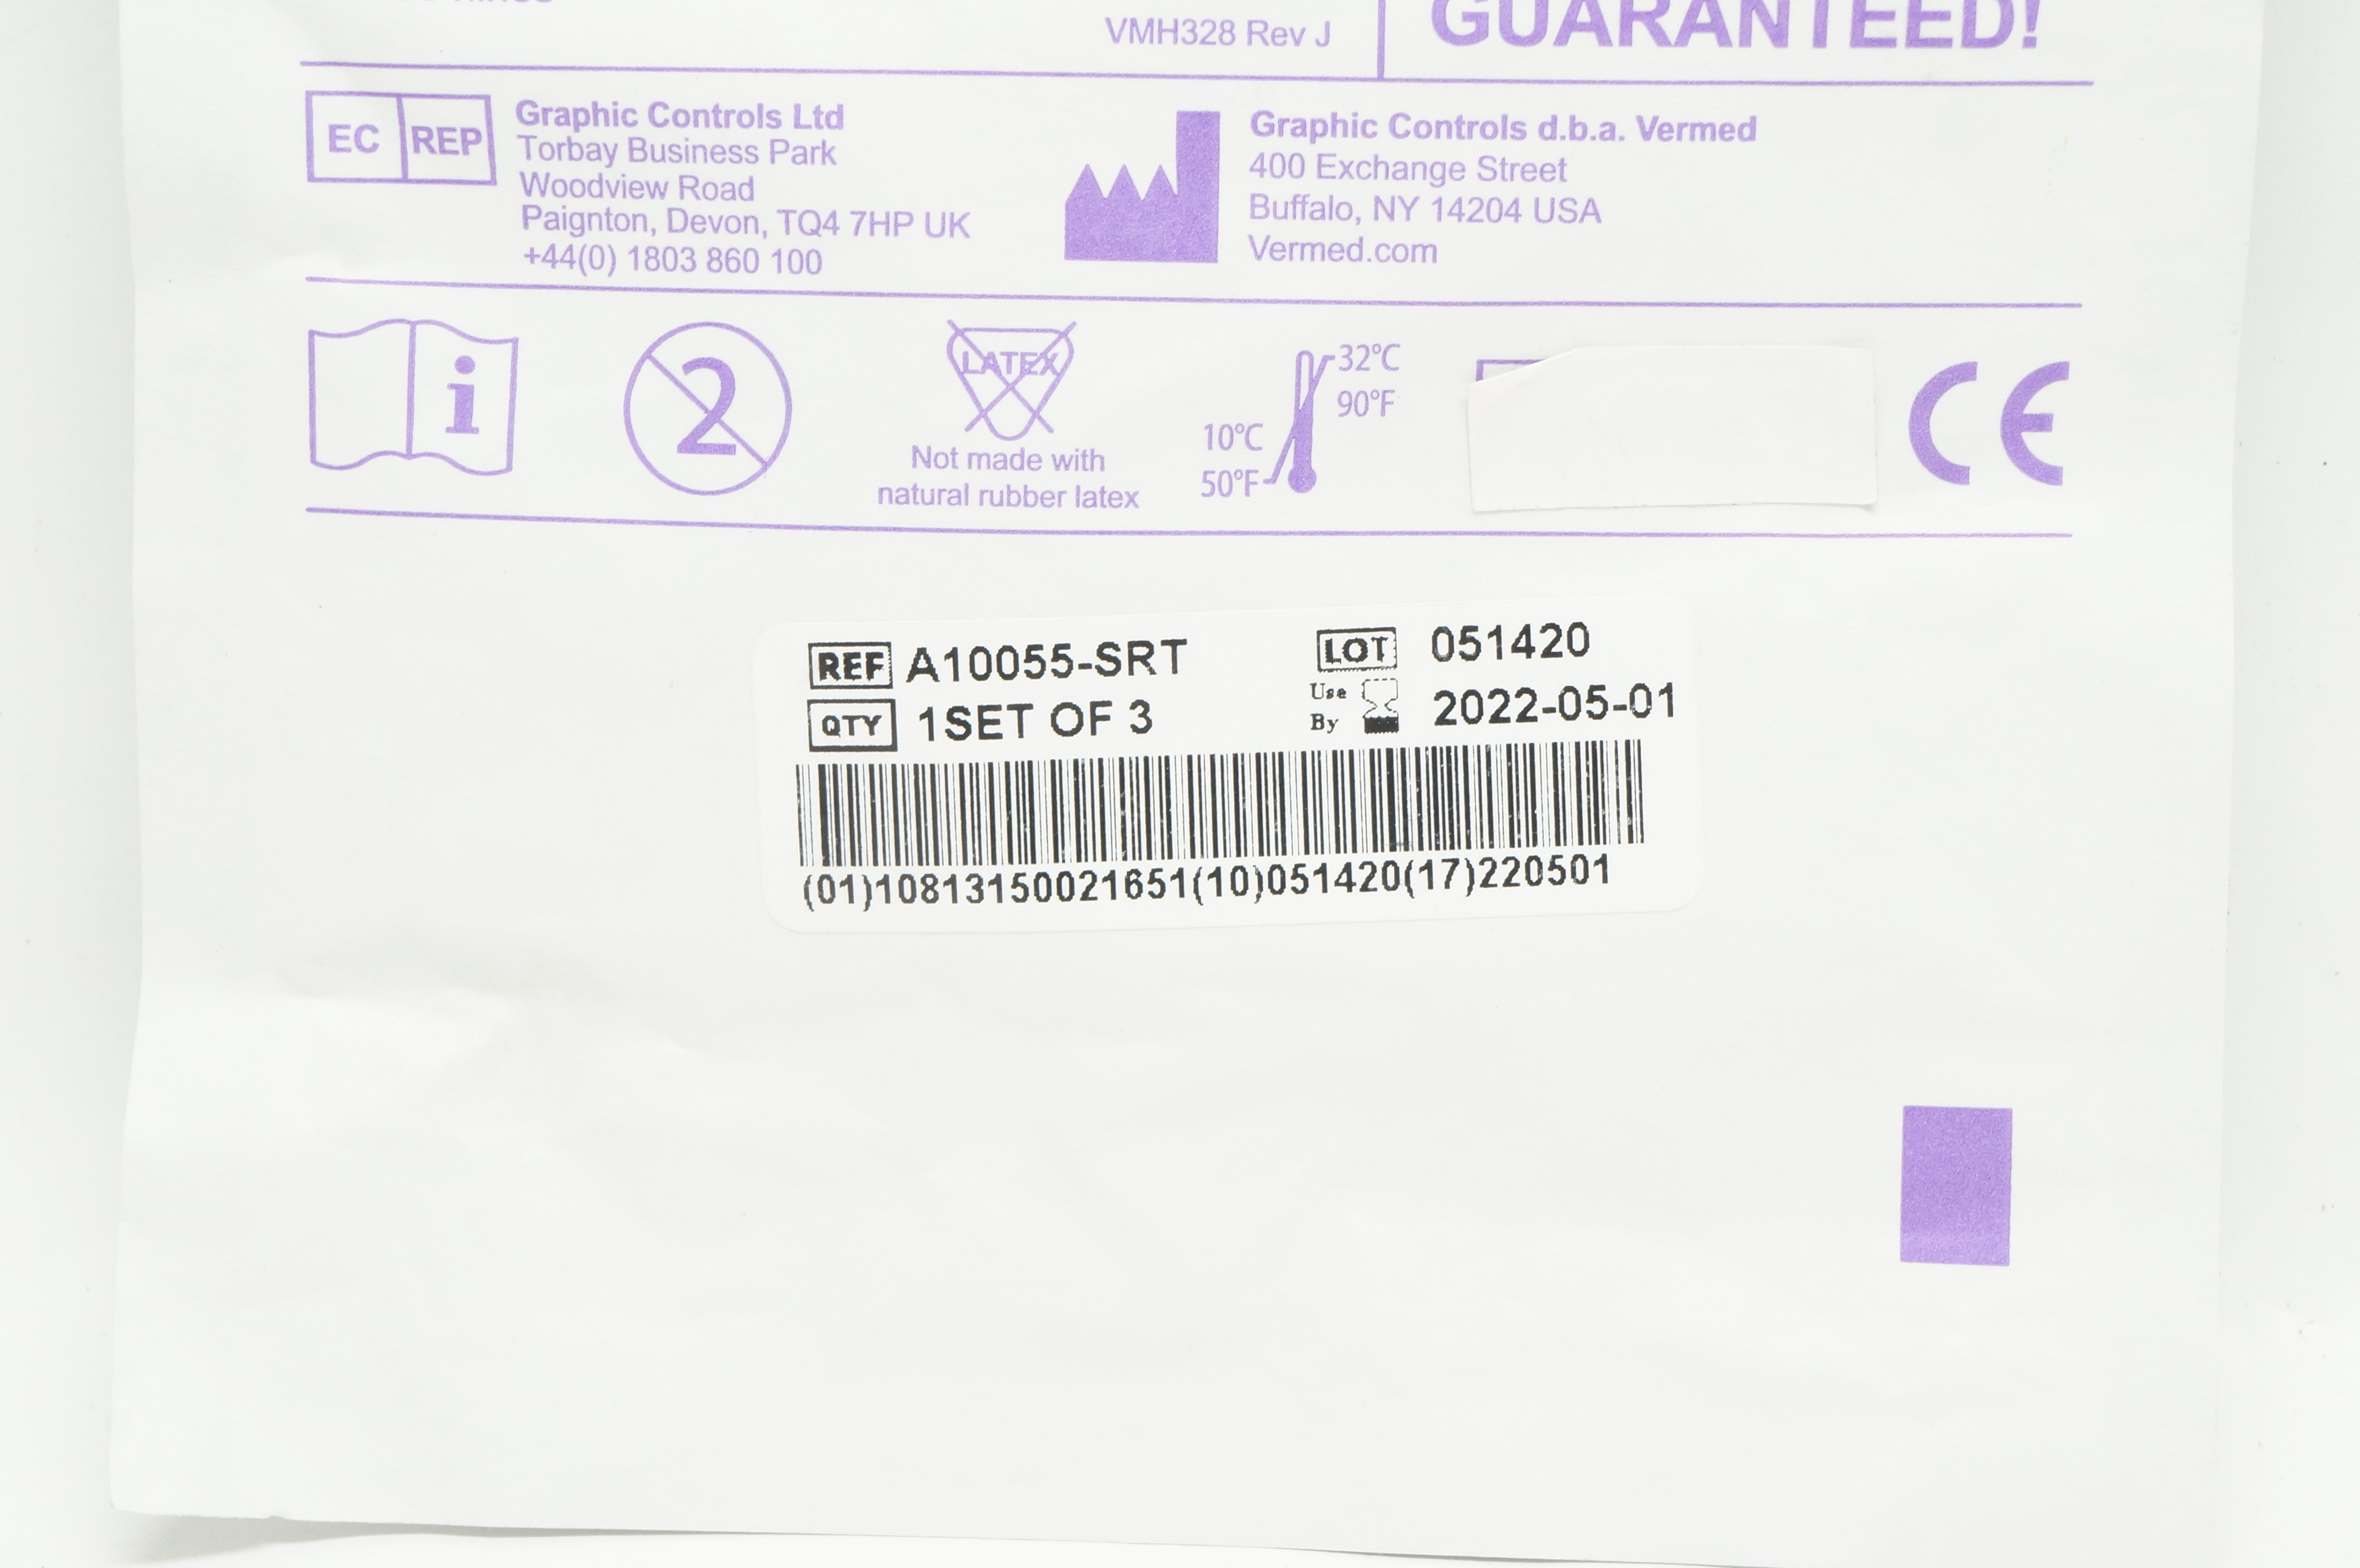 VMH328 Rev J
GUARANTEED!
EC REP
Graphic Controls Ltd
Torbay Business Park
Woodview Road
Paignton, Devon, TQ4 7HP UK
+44(0) 1803 860 100
Graphic Controls d.b.a. Vermed
400 Exchange Street
Buffalo, NY 14204 USA
Vermed.com
i
2
LATEX
Not made with
natural rubber latex
32°C
90°F
10°C
50°F
CE
REF A10055-SRT
LOT 051420
QTY 1SET OF 3
Use By 2022-05-01
(01)10813150021651(10)051420(17)220501